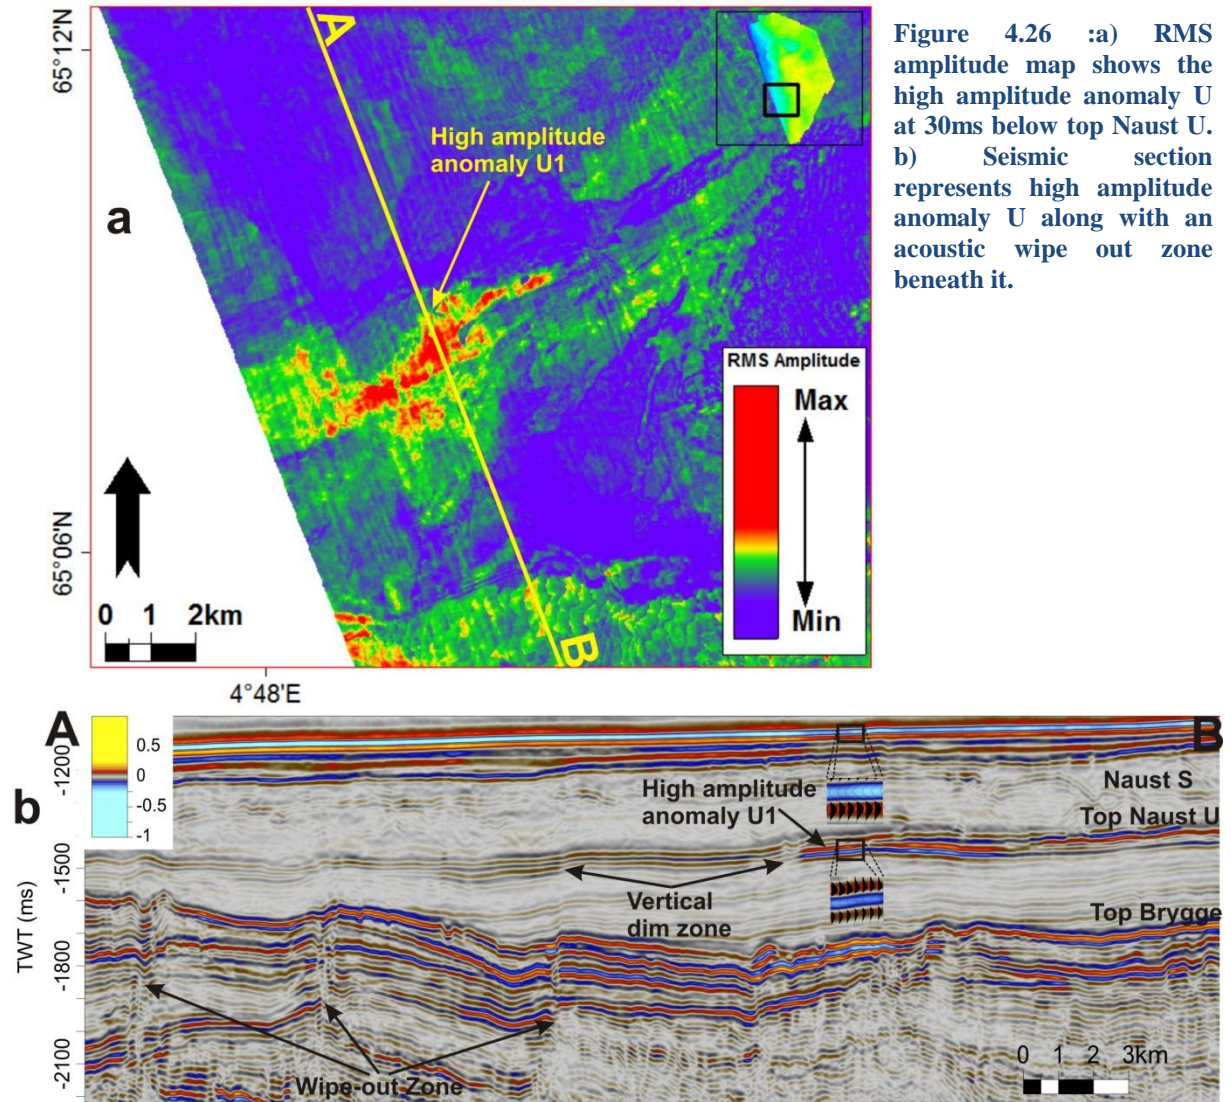 Figure 4.26 :a) RMS
amplitude map shows the
high amplitude anomaly U
at 30ms below top Naust U.
b) Seismic section
represents high amplitude
anomaly U along with an
acoustic wipe out zone
beneath it.
65°12'N
A
High amplitude
anomaly U1
a
RMS Amplitude
Max
Min
65°06'N
0 1 2km
B
4°48'E
A
B
b
0.5
0
-0.5
-1
-1200
-1500
-1800
-2100
TWT (ms)
Naust S
High amplitude
anomaly U1
Top Naust U
Vertical
dim zone
Top Brygge
Wipe-out Zone
0 1 2 3km